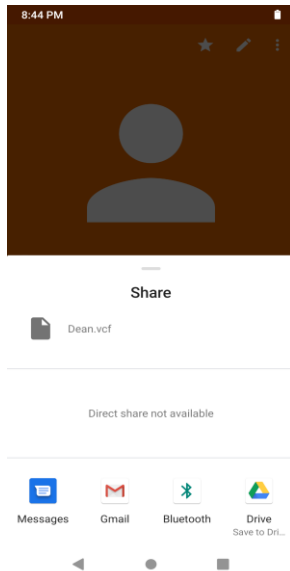 8:44 PM
Share
Dean.vcf
Direct share not available
Messages
Gmail
Bluetooth
Drive
Save to Dri...